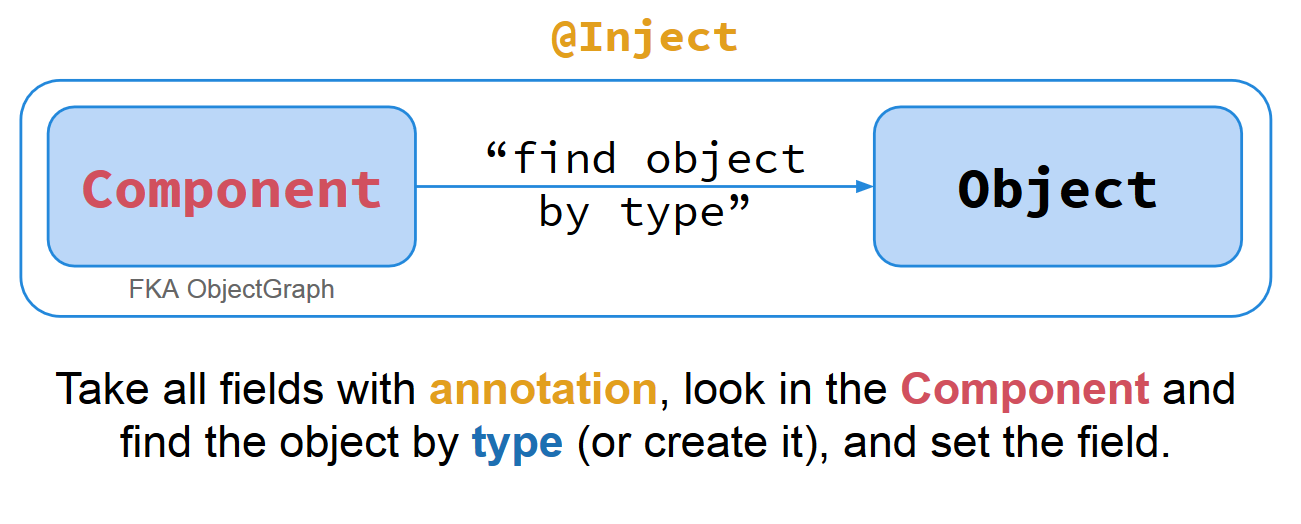 @Inject
Component
“find object
by type”
Object
FKA ObjectGraph
Take all fields with annotation, look in the Component and
find the object by type (or create it), and set the field.